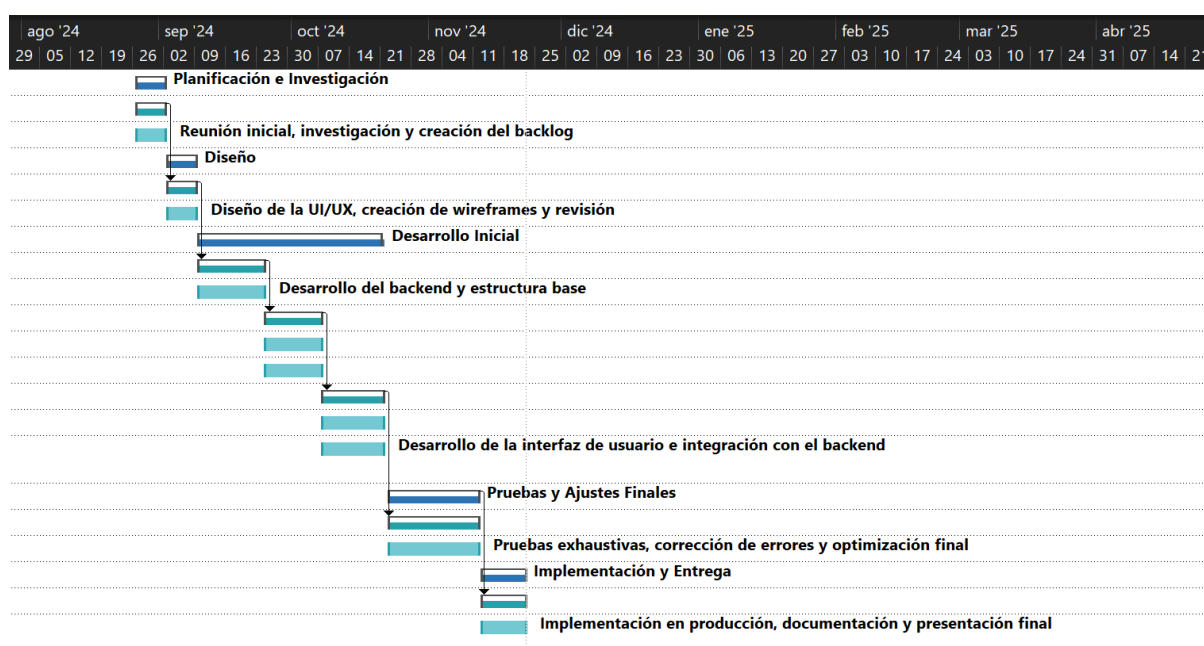 ago '24 sep '24 oct '24 nov '24 dic '24 ene '25 feb '25 mar '25 abr '25
29 05 12 19 26 02 09 16 23 30 07 14 21 28 04 11 18 25 02 09 16 23 30 06 13 20 27 03 10 17 24 03 10 17 24 31 07 14
Planificación e Investigación
Reunión inicial, investigación y creación del backlog
Diseño
Diseño de la UI/UX, creación de wireframes y revisión
Desarrollo Inicial
Desarrollo del backend y estructura base
Desarrollo de la interfaz de usuario e integración con el backend
Pruebas y Ajustes Finales
Pruebas exhaustivas, corrección de errores y optimización final
Implementación y Entrega
Implementación en producción, documentación y presentación final